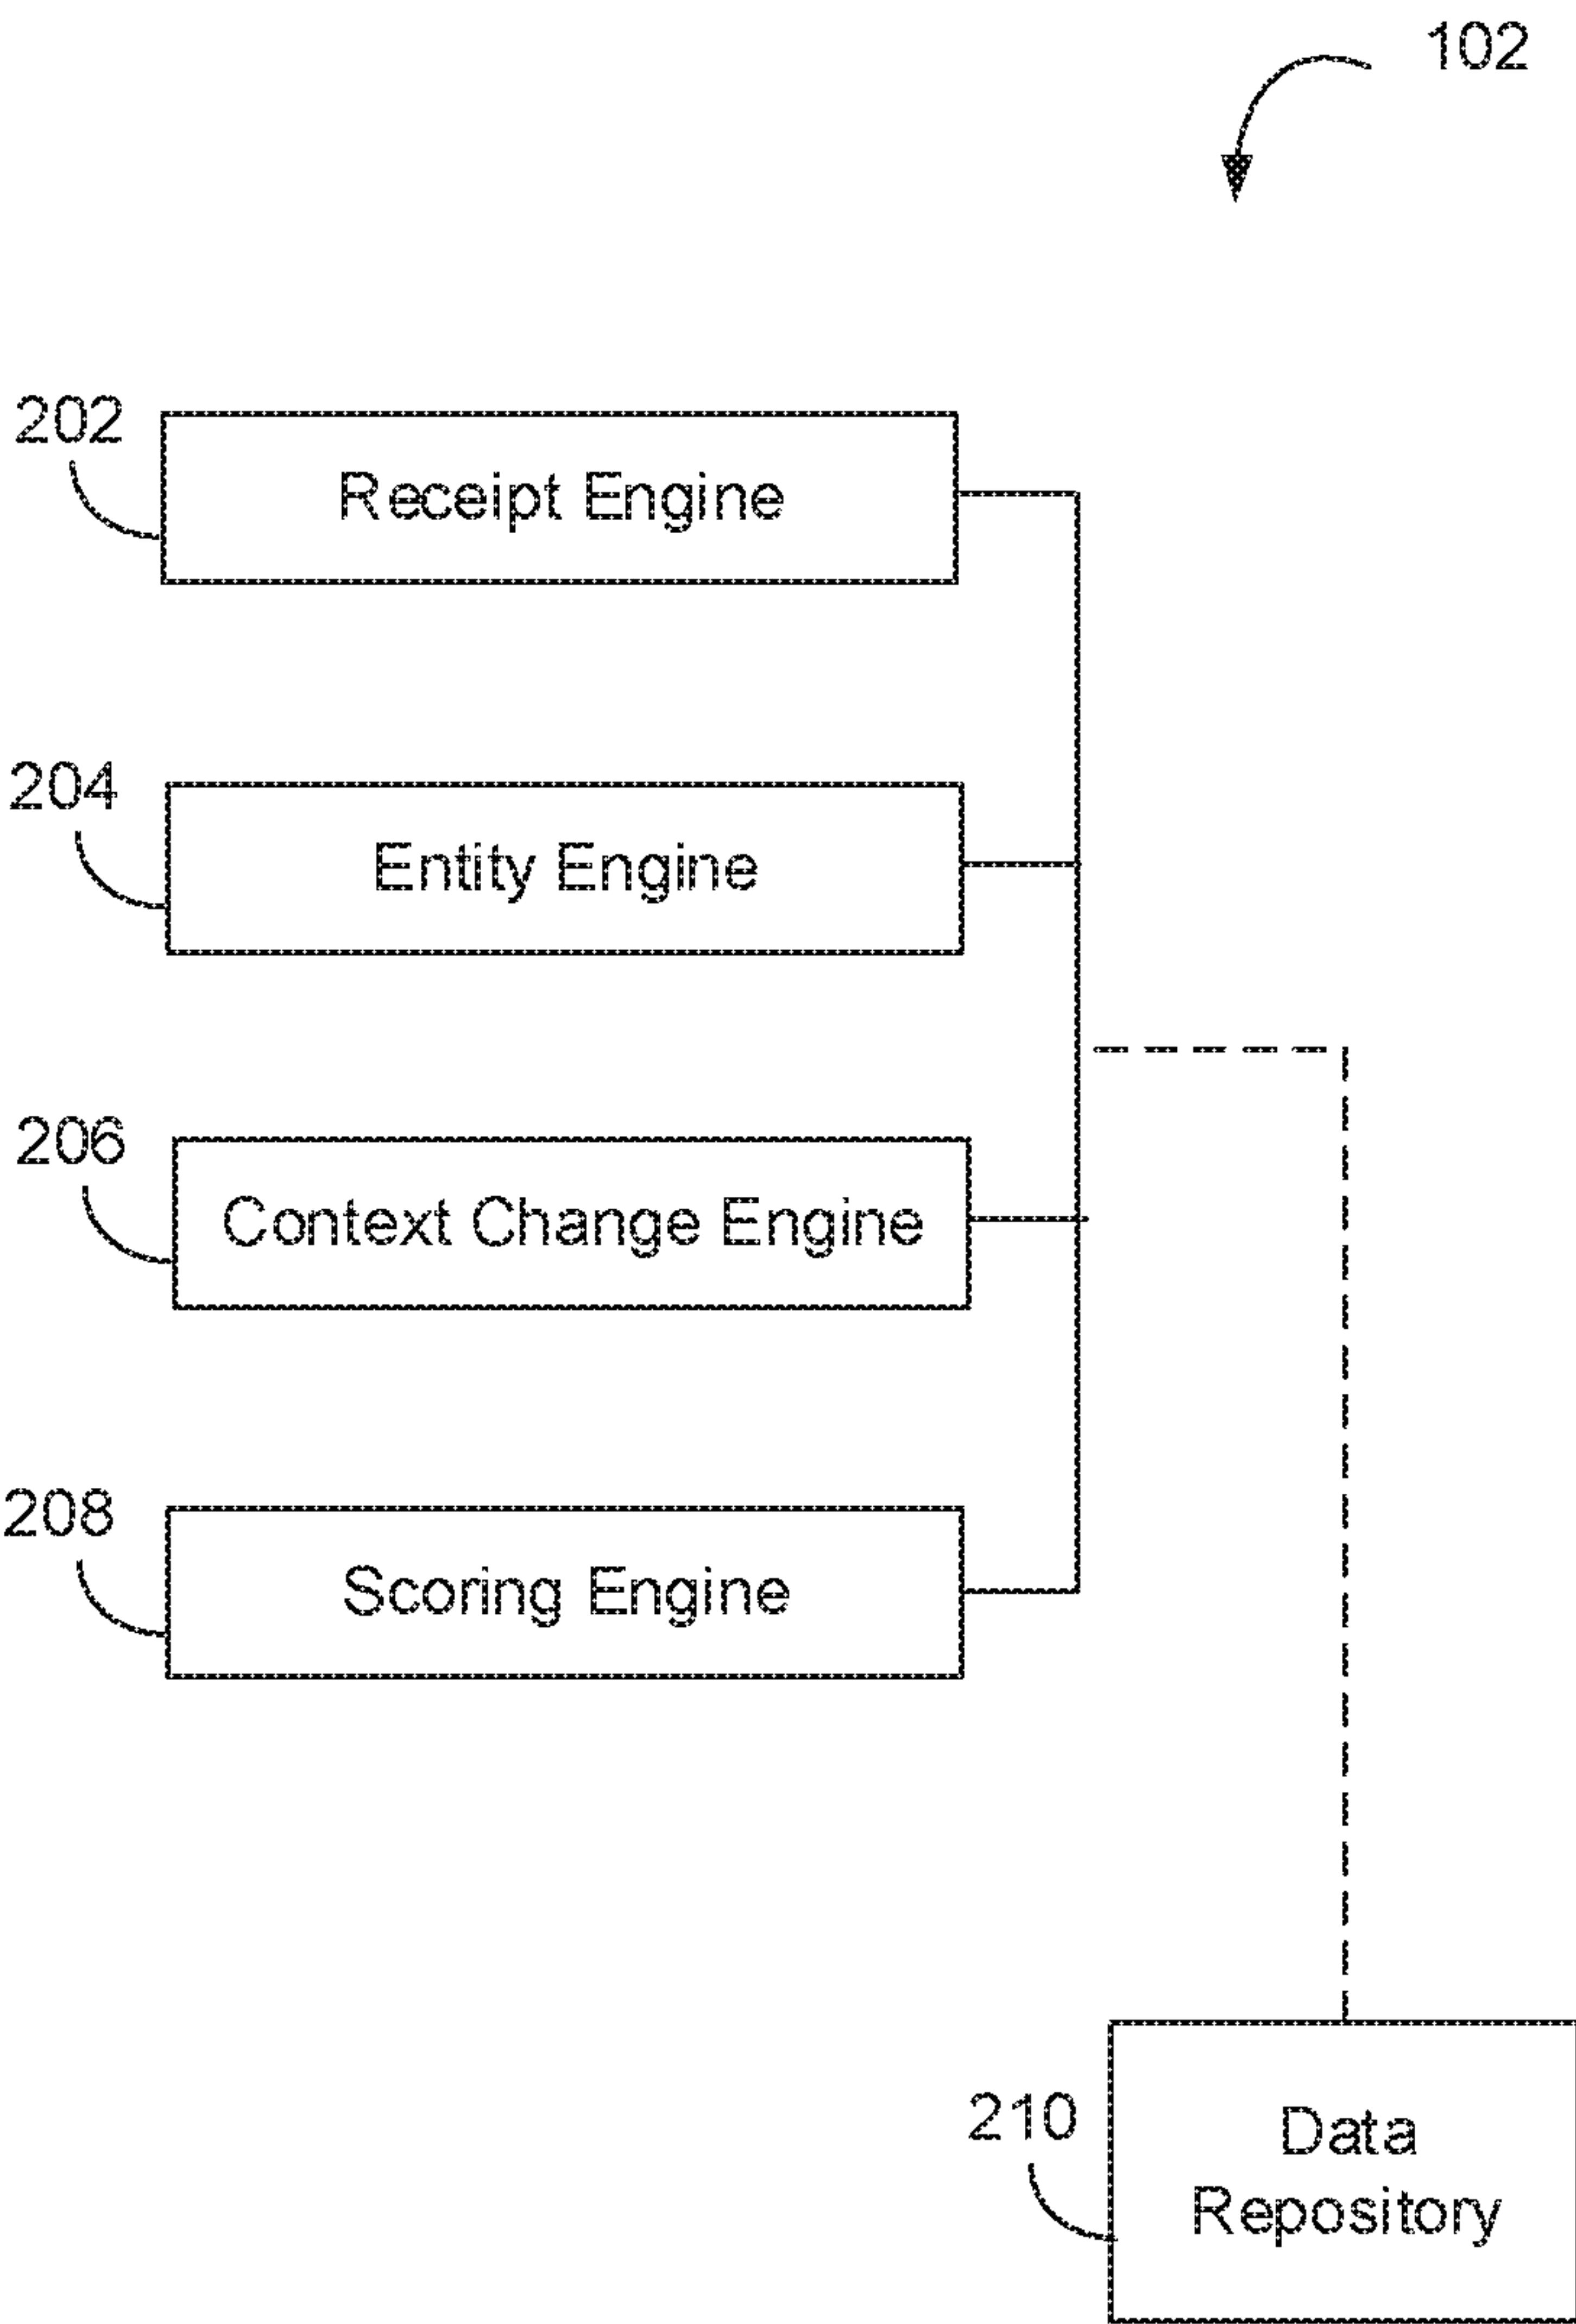 102
202
Receipt Engine
204
Entity Engine
206
Context Change Engine
208
Scoring Engine
210
Data
Repository